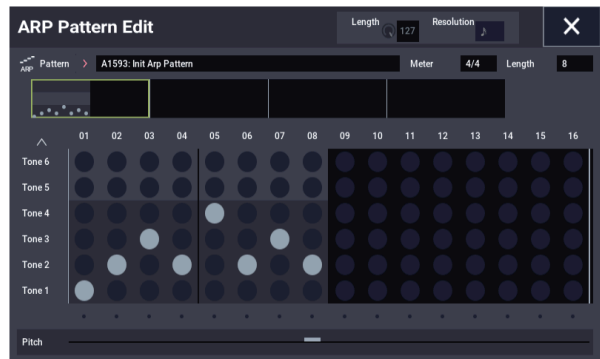 ARP Pattern Edit
Length 127 Resolution
ARP Pattern > A1593: Init Arp Pattern Meter 4/4 Length 8
01 02 03 04 05 06 07 08 09 10 11 12 13 14 15 16
Tone 6
Tone 5
Tone 4
Tone 3
Tone 2
Tone 1
Pitch